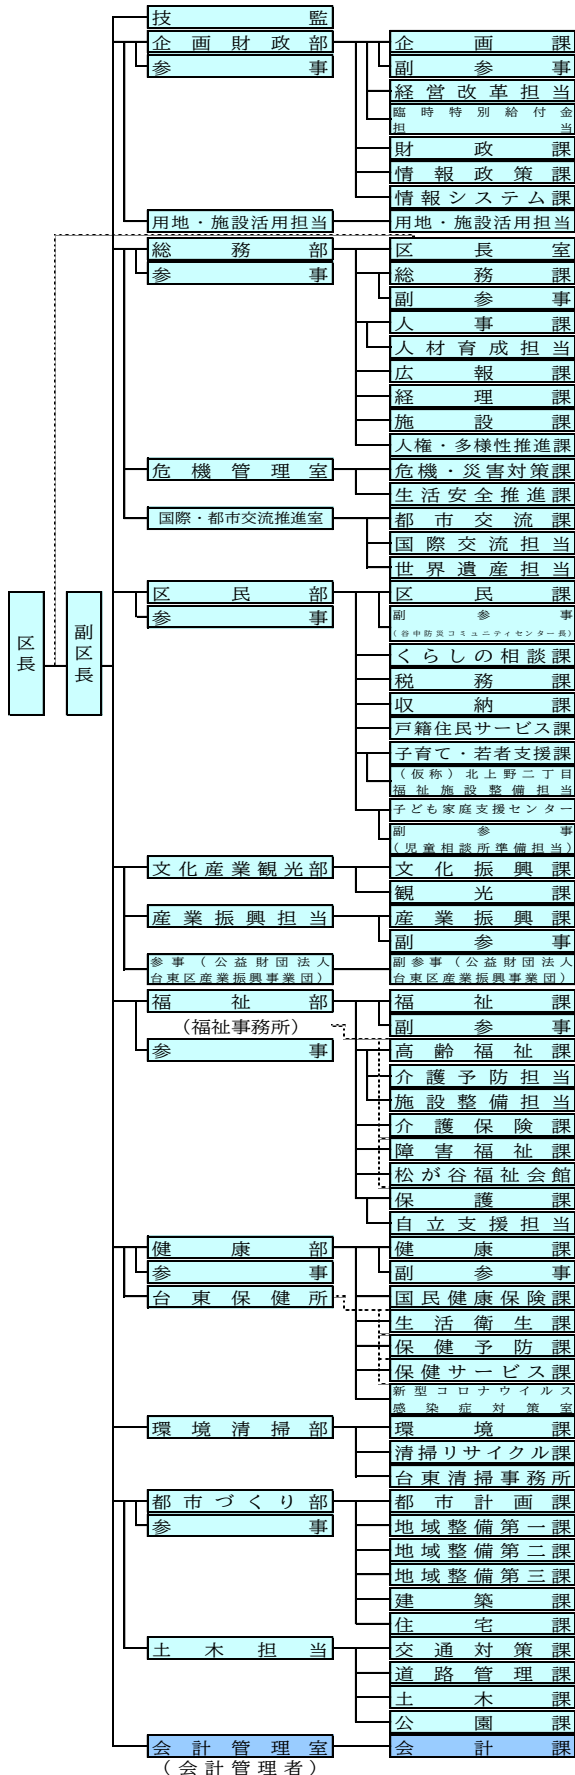 技監
企画財政部 企画課
参事 副参事
経営改革担当
臨時特別給付金
担当
財政課
情報政策課
情報システム課
用地・施設活用担当 用地・施設活用担当
総務部 区長室
参事 総務課
副参事
人事課
人材育成担当
広報課
経理課
施設課
人権・多様性推進課
危機管理室 危機・災害対策課
生活安全推進課
国際・都市交流推進室 都市交流課
国際交流担当
世界遺産担当
区長
副区長
区民部 区民課
参事 副参事
(谷中防災コミュニティセンター長)
くらしの相談課
税務課
収納課
戸籍住民サービス課
子育て・若者支援課
(仮称)北上野二丁目
福祉施設整備担当
子ども家庭支援センター
副参事
(児童相談所準備担当)
文化産業観光部 文化振興課
観光課
産業振興担当 産業振興課
副参事
参事(公益財団法人
台東区産業振興事業団)
副参事(公益財団法人
台東区産業振興事業団)
福祉部 福祉課
(福祉事務所) 副参事
参事 高齢福祉課
介護予防担当
施設整備担当
介護保険課
障害福祉課
松が谷福祉会館
保護課
自立支援担当
健康部 健康課
参事 副参事
台東保健所 国民健康保険課
生活衛生課
保健予防課
保健サービス課
新型コロナウイルス
感染症対策室
環境清掃部 環境課
清掃リサイクル課
台東清掃事務所
都市づくり部 都市計画課
参事 地域整備第一課
地域整備第二課
地域整備第三課
建築課
住宅課
土木担当 交通対策課
道路管理課
土木課
公園課
会計管理室 会計課
(会計管理者)